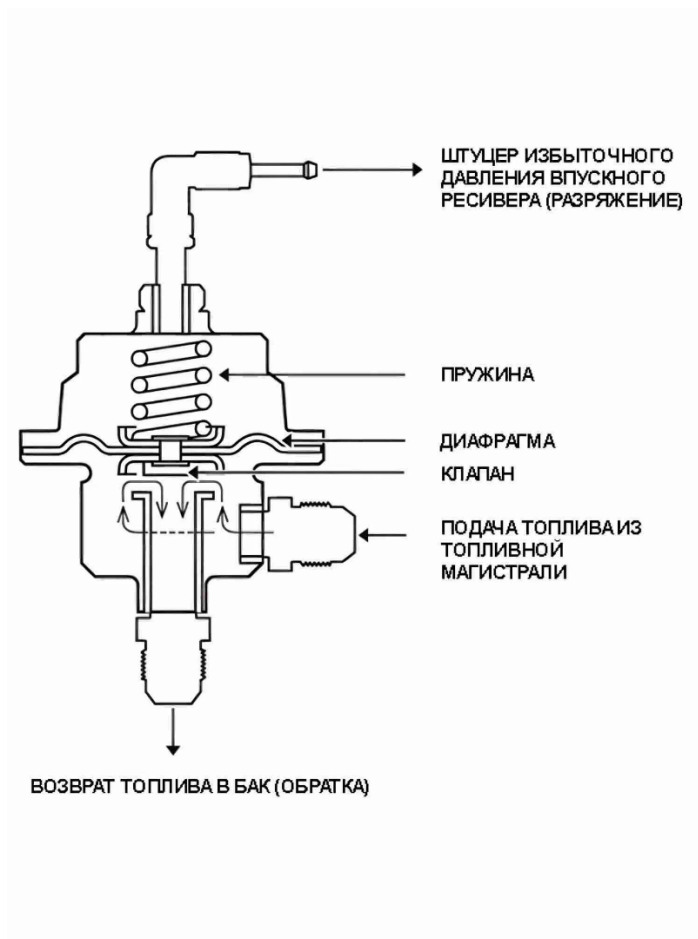 ШТУЦЕР ИЗБЫТОЧНОГО
ДАВЛЕНИЯ ВПУСКНОГО
РЕСИВЕРА (РАЗРЯЖЕНИЕ)
ПРУЖИНА
ДИАФРАГМА
КЛАПАН
ПОДАЧА ТОПЛИВА ИЗ
ТОПЛИВНОЙ
МАГИСТРАЛИ
ВОЗВРАТ ТОПЛИВА В БАК (ОБРАТКА)